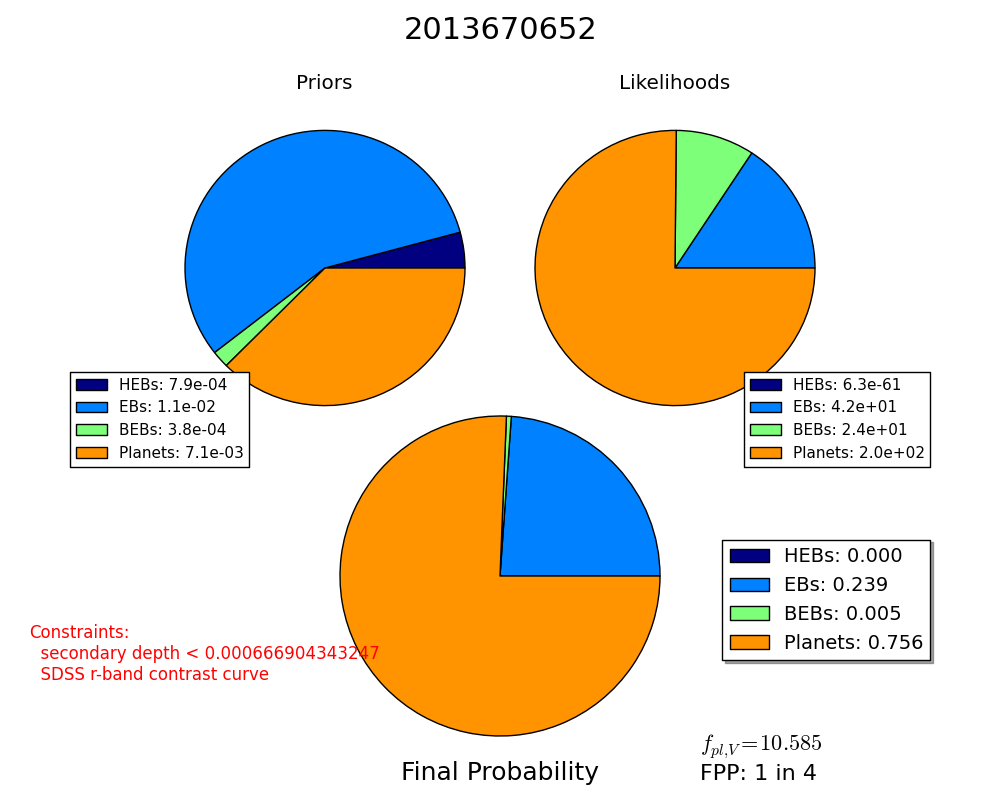 2013670652
Priors
Likelihoods
HEBs: 7.9e-04
EBs: 1.1e-02
BEBs: 3.8e-04
Planets: 7.1e-03
HEBs: 6.3e-61
EBs: 4.2e+01
BEBs: 2.4e+01
Planets: 2.0e+02
HEBs: 0.000
EBs: 0.239
BEBs: 0.005
Planets: 0.756
Constraints:
secondary depth < 0.000666904343247
SDSS r-band contrast curve
Final Probability
f_{pl,V}=10.585
FPP: 1 in 4